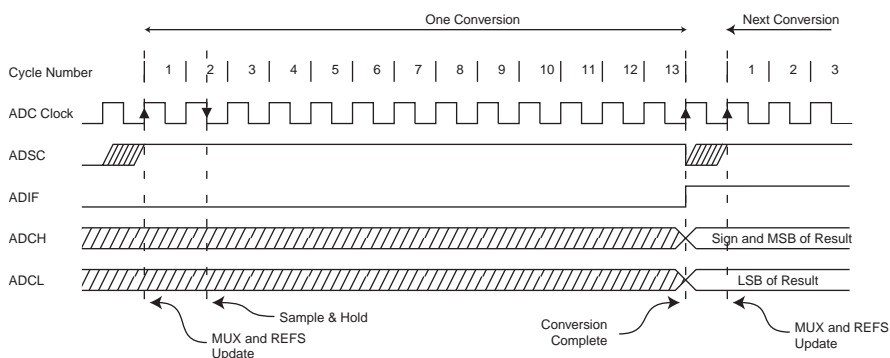 One Conversion
Next Conversion
Cycle Number
1 2 3 4 5 6 7 8 9 10 11 12 13 1 2 3
ADC Clock
ADSC
ADIF
ADCH
Sign and MSB of Result
ADCL
LSB of Result
Sample & Hold
MUX and REFS
Update
Conversion
Complete
MUX and REFS
Update